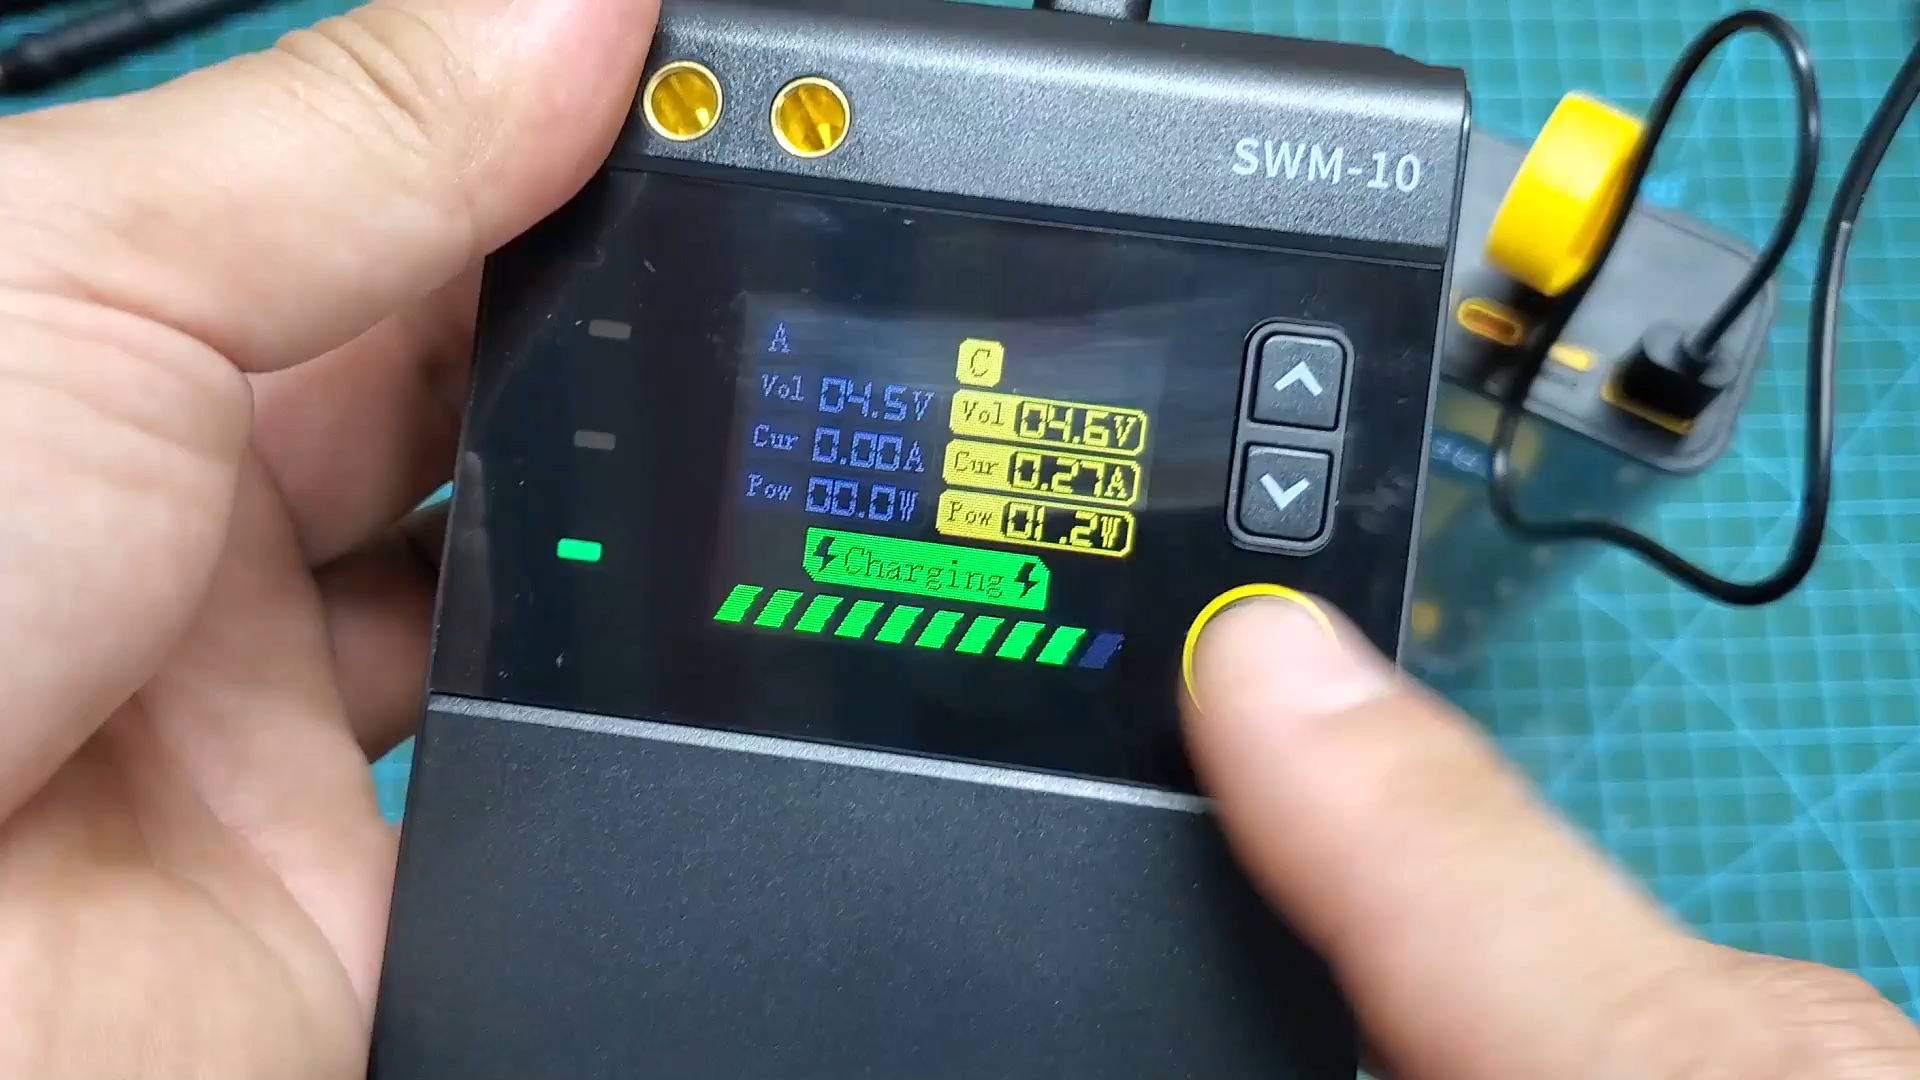 SWM-10
A
Vol 04.5V
Cur 0.00A
Pow 00.0W
C
Vol 04.6V
Cur 0.27A
Pow 01.2W
Charging